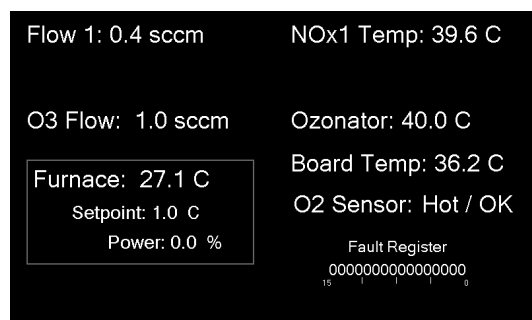 Flow 1: 0.4 sccm
NOx1 Temp: 39.6 C
O3 Flow: 1.0 sccm
Ozonator: 40.0 C
Board Temp: 36.2 C
Furnace: 27.1 C
Setpoint: 1.0 C
Power: 0.0 %
O2 Sensor: Hot / OK
Fault Register
0000000000000000
15 0